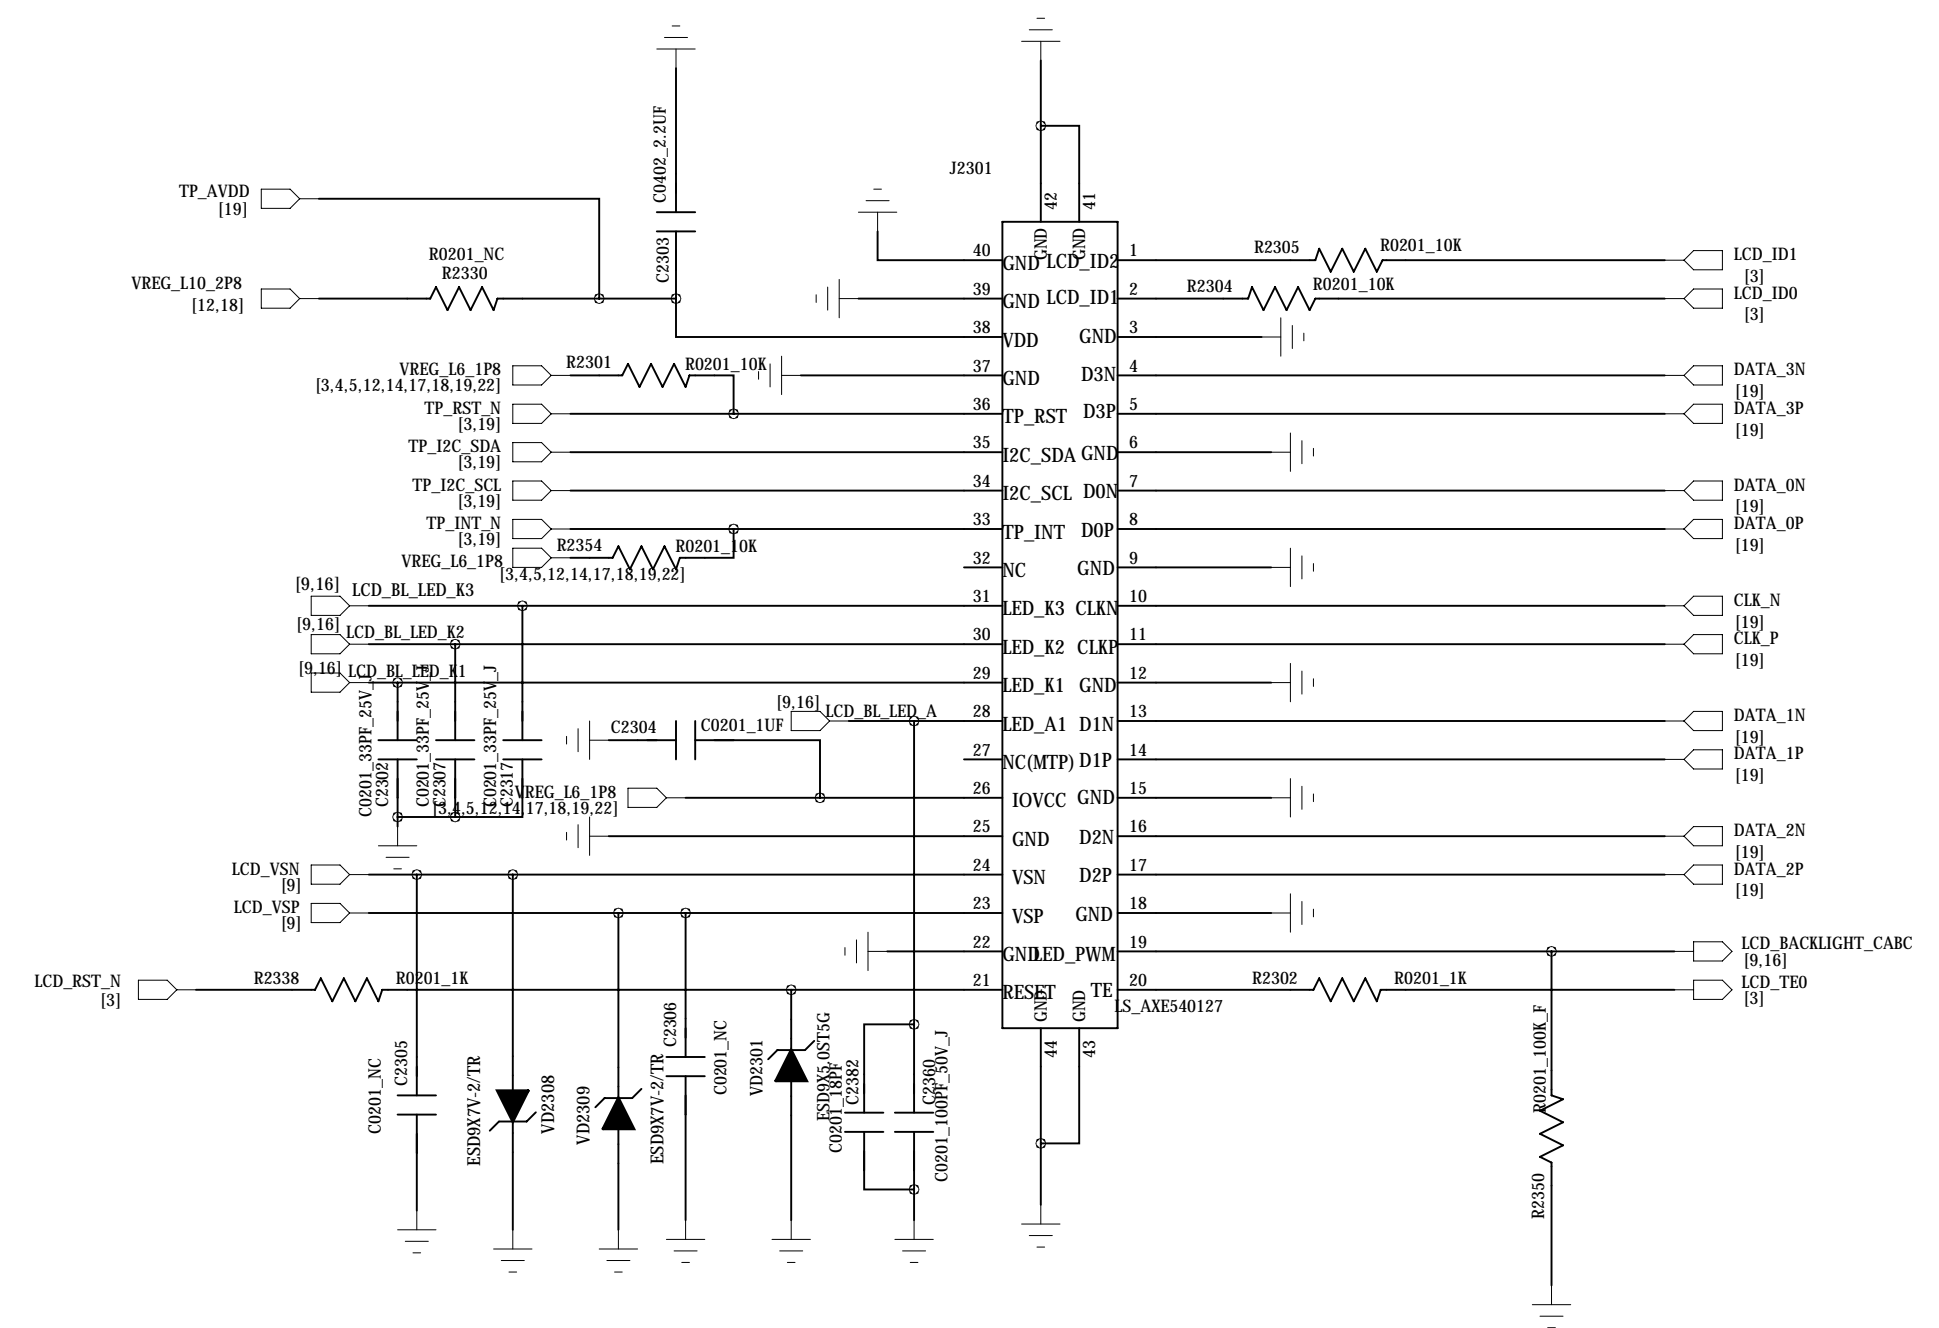 J2301
C0402_2.2UF
C2303
TP_AVDD
[19]
R0201_NC
R2330
VREG_L10_2P8
[12,18]
VREG_L6_1P8
[3,4,5,12,14,17,18,19,22]
R2301
R0201_10K
TP_RST_N
[3,19]
TP_I2C_SDA
[3,19]
TP_I2C_SCL
[3,19]
TP_INT_N
[3,19]
R2354
R0201_10K
VREG_L6_1P8
[3,4,5,12,14,17,18,19,22]
[9,16]
LCD_BL_LED_K3
[9,16]
LCD_BL_LED_K2
[9,16]
LCD_BL_LED_K1
C0201_33PF_25V_J
C2302
C0201_33PF_25V_J
C2307
C0201_33PF_25V_J
C2317
[9,16]
LCD_BL_LED_A
C2304
C0201_1UF
VREG_L6_1P8
[3,4,5,12,14,17,18,19,22]
LCD_VSN
[9]
LCD_VSP
[9]
LCD_RST_N
[3]
R2338
R0201_1K
C0201_NC
C2305
ESD9X7V-2/TR
VD2308
VD2309
ESD9X7V-2/TR
C2306
C0201_NC
VD2301
ESD9X5.0ST5G
C0201_18PF
C2382
C2360
C0201_100PF_50V_J
42
41
GND
GND
40
GND
39
GND
38
VDD
37
GND
36
TP_RST
35
I2C_SDA
34
I2C_SCL
33
TP_INT
32
NC
31
LED_K3
30
LED_K2
29
LED_K1
28
LED_A1
27
NC(MTP)
26
IOVCC
25
GND
24
VSN
23
VSP
22
GND
21
RESET
GND
GND
44
43
LCD_ID2
1
LCD_ID1
2
GND
3
D3N
4
D3P
5
GND
6
D0N
7
D0P
8
GND
9
CLKN
10
CLKP
11
GND
12
D1N
13
D1P
14
GND
15
D2N
16
D2P
17
GND
18
LED_PWM
19
TE
20
LS_AXE540127
R2305
R0201_10K
LCD_ID1
[3]
R2304
R0201_10K
LCD_ID0
[3]
DATA_3N
[19]
DATA_3P
[19]
DATA_0N
[19]
DATA_0P
[19]
CLK_N
[19]
CLK_P
[19]
DATA_1N
[19]
DATA_1P
[19]
DATA_2N
[19]
DATA_2P
[19]
LCD_BACKLIGHT_CABC
[9,16]
R2302
R0201_1K
LCD_TE0
[3]
R0201_100K_F
R2350